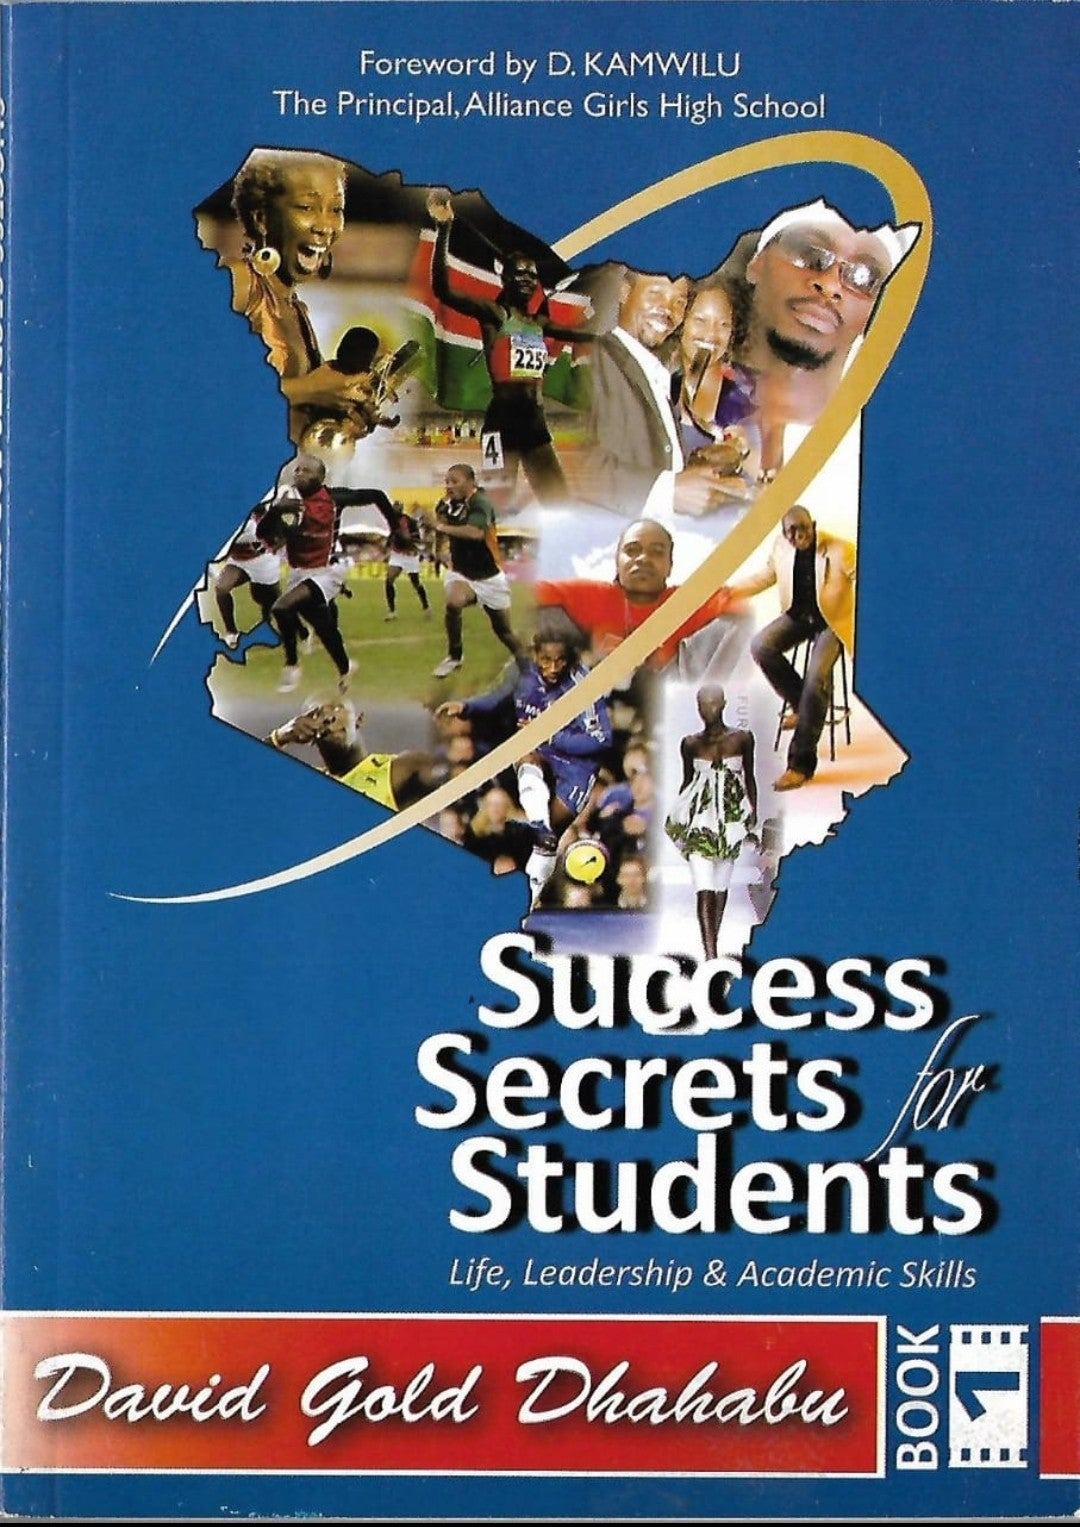 Foreword by D. KAMWILU
The Principal, Alliance Girls High School
225
4
11
Success
Secrets for
Students
Life, Leadership & Academic Skills
David Gold Dhahabu
BOOK
1